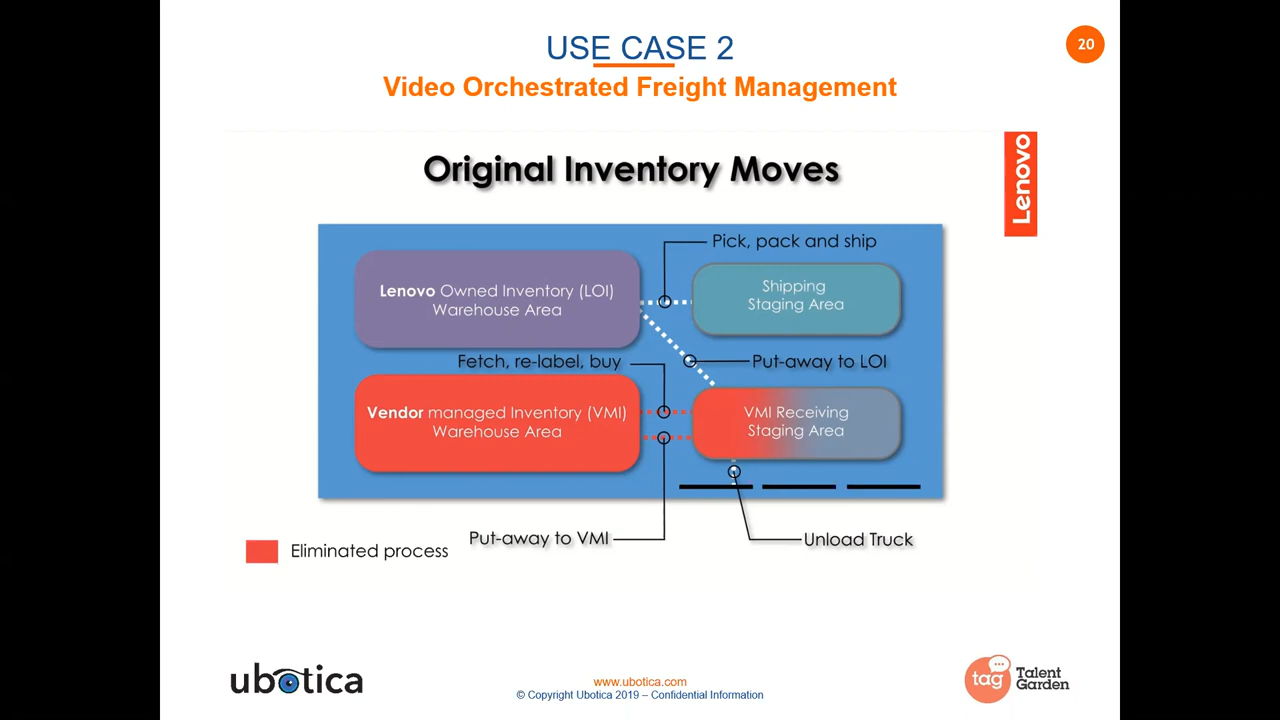 USE CASE 2
20
Video Orchestrated Freight Management
Original Inventory Moves
Lenovo
Pick, pack and ship
Lenovo Owned Inventory (LOI)
Warehouse Area
Shipping
Staging Area
Fetch, re-label, buy
Put-away to LOI
Vendor managed Inventory (VMI)
Warehouse Area
VMI Receiving
Staging Area
Put-away to VMI
Unload Truck
Eliminated process
ubotica
www.ubotica.com
© Copyright Ubotica 2019 – Confidential Information
tag
Talent
Garden